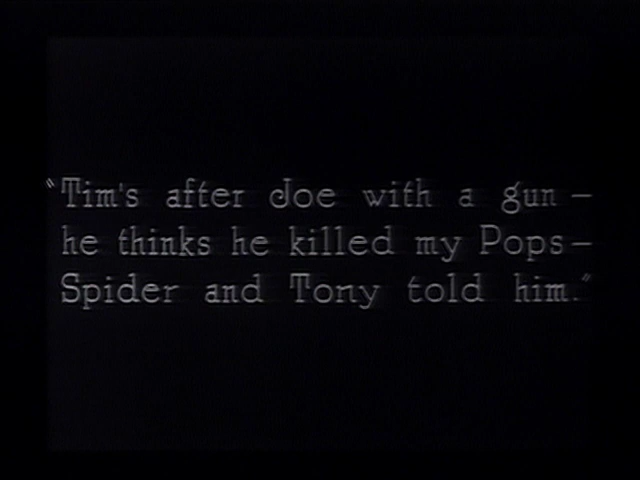 "Tim's after Joe with a gun —
he thinks he killed my Pops —
Spider and Tony told him."